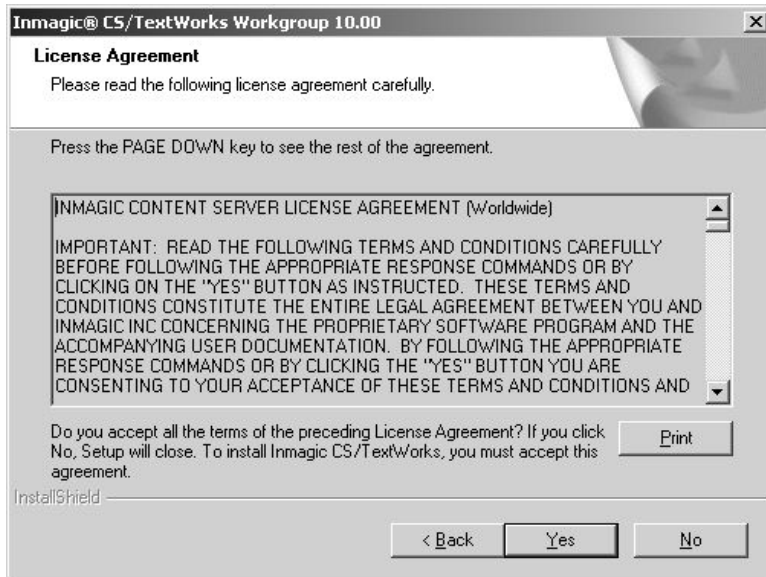 Inmagic® CS/TextWorks Workgroup 10.00
License Agreement
Please read the following license agreement carefully.
Press the PAGE DOWN key to see the rest of the agreement.
INMAGIC CONTENT SERVER LICENSE AGREEMENT (Worldwide)
IMPORTANT: READ THE FOLLOWING TERMS AND CONDITIONS CAREFULLY
BEFORE FOLLOWING THE APPROPRIATE RESPONSE COMMANDS OR BY
CLICKING ON THE "YES" BUTTON AS INSTRUCTED. THESE TERMS AND
CONDITIONS CONSTITUTE THE ENTIRE LEGAL AGREEMENT BETWEEN YOU AND
INMAGIC INC CONCERNING THE PROPRIETARY SOFTWARE PROGRAM AND THE
ACCOMPANYING USER DOCUMENTATION. BY FOLLOWING THE APPROPRIATE
RESPONSE COMMANDS OR BY CLICKING THE "YES" BUTTON YOU ARE
CONSENTING TO YOUR ACCEPTANCE OF THESE TERMS AND CONDITIONS AND
Do you accept all the terms of the preceding License Agreement? If you click
No, Setup will close. To install Inmagic CS/TextWorks, you must accept this
agreement.
Print
InstallShield
< Back
Yes
No